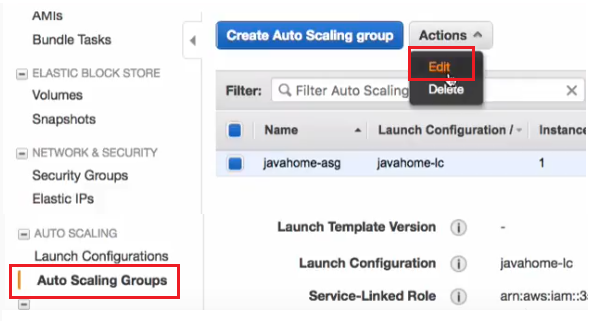 AMIs
Bundle Tasks
ELASTIC BLOCK STORE
Volumes
Snapshots
NETWORK & SECURITY
Security Groups
Elastic IPs
AUTO SCALING
Launch Configurations
Auto Scaling Groups
Create Auto Scaling group
Actions
Edit
Delete
Filter:
Filter Auto Scaling
Name
Launch Configuration /
Instance
javahome-asg
javahome-lc
1
Launch Template Version
-
Launch Configuration
javahome-lc
Service-Linked Role
arn:aws:iam::3